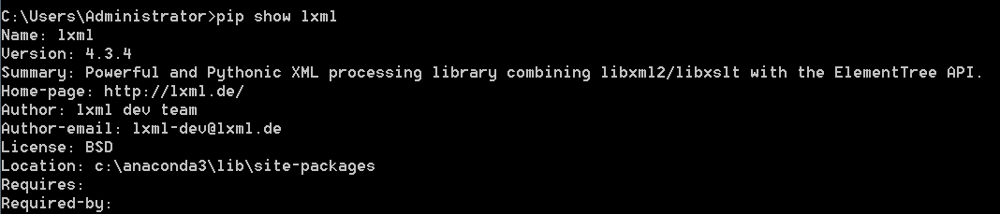 C:\Users\Administrator>pip show lxml
Name: lxml
Version: 4.3.4
Summary: Powerful and Pythonic XML processing library combining libxml2/libxslt with the ElementTree API.
Home-page: http://lxml.de/
Author: lxml dev team
Author-email: lxml-dev@lxml.de
License: BSD
Location: c:\anaconda3\lib\site-packages
Requires:
Required-by: